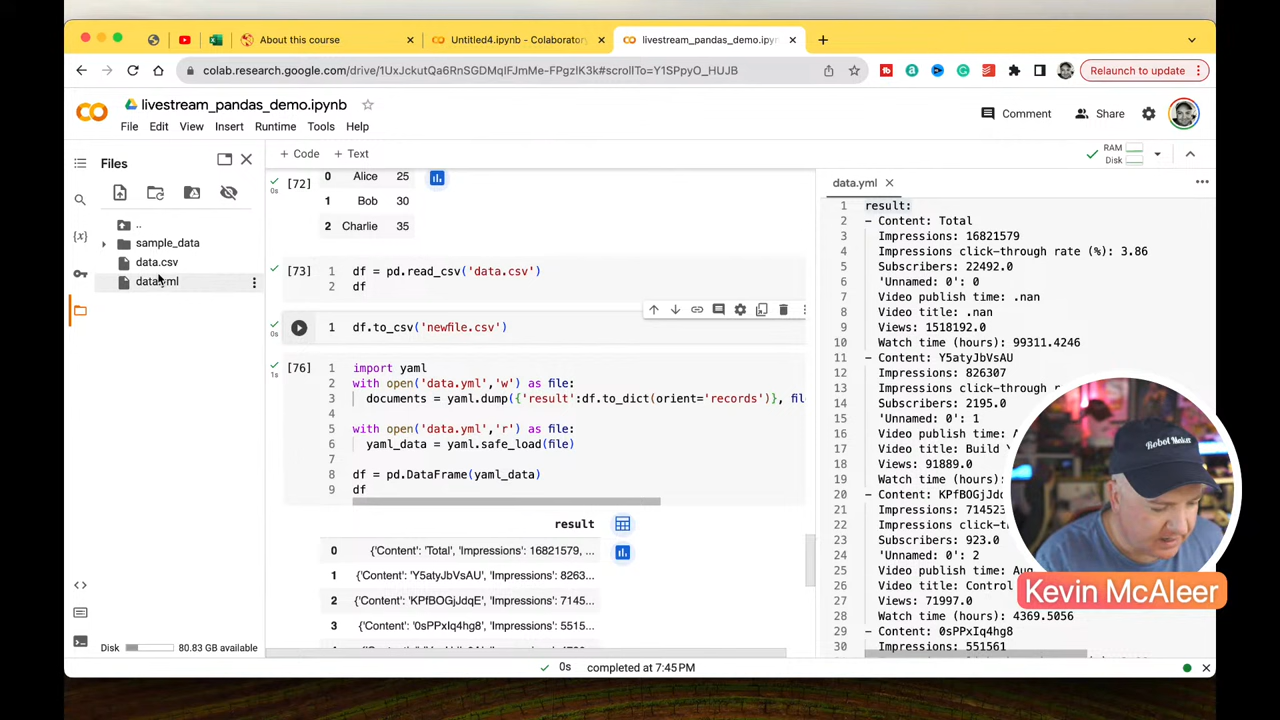 About this course
Untitled4.ipynb - Colaboratory
livestream_pandas_demo.ipyn
colab.research.google.com/drive/1UxJckutQa6RnSGDMqIFJmMe-FPgzlK3k#scrollTo=Y1SPpyO_HUJB
Relaunch to update
livestream_pandas_demo.ipynb
File Edit View Insert Runtime Tools Help
Comment
Share
Files
+ Code + Text
RAM
Disk
..
sample_data
data.csv
data.yml
Disk 80.83 GB available
[72]
0 Alice 25
1 Bob 30
2 Charlie 35
[73]
1 df = pd.read_csv('data.csv')
2 df
1 df.to_csv('newfile.csv')
[76]
1 import yaml
2 with open('data.yml','w') as file:
3 documents = yaml.dump({'result':df.to_dict(orient='records')}, file
4
5 with open('data.yml','r') as file:
6 yaml_data = yaml.safe_load(file)
7
8 df = pd.DataFrame(yaml_data)
9 df
result
0 {'Content': 'Total', 'Impressions': 16821579, ...
1 {'Content': 'Y5atyJbVsAU', 'Impressions': 8263...
2 {'Content': 'KPfBOGjJdqE', 'Impressions': 7145...
3 {'Content': '0sPPxIq4hg8', 'Impressions': 5515...
data.yml
1 result:
2 - Content: Total
3 Impressions: 16821579
4 Impressions click-through rate (%): 3.86
5 Subscribers: 22492.0
6 'Unnamed: 0': 0
7 Video publish time: .nan
8 Video title: .nan
9 Views: 1518192.0
10 Watch time (hours): 99311.4246
11 - Content: Y5atyJbVsAU
12 Impressions: 826307
13 Impressions click-through r
14 Subscribers: 2195.0
15 'Unnamed: 0': 1
16 Video publish time: A
17 Video title: Build Y
18 Views: 91889.0
19 Watch time (hours):
20 - Content: KPfBOGjJd
21 Impressions: 714523
22 Impressions click-t
23 Subscribers: 923.0
24 'Unnamed: 0': 2
25 Video publish time: Aug
26 Video title: Control
27 Views: 71997.0
28 Watch time (hours): 4369.5056
29 - Content: 0sPPxIq4hg8
30 Impressions: 551561
Robot Maker
Kevin McAleer
0s completed at 7:45 PM